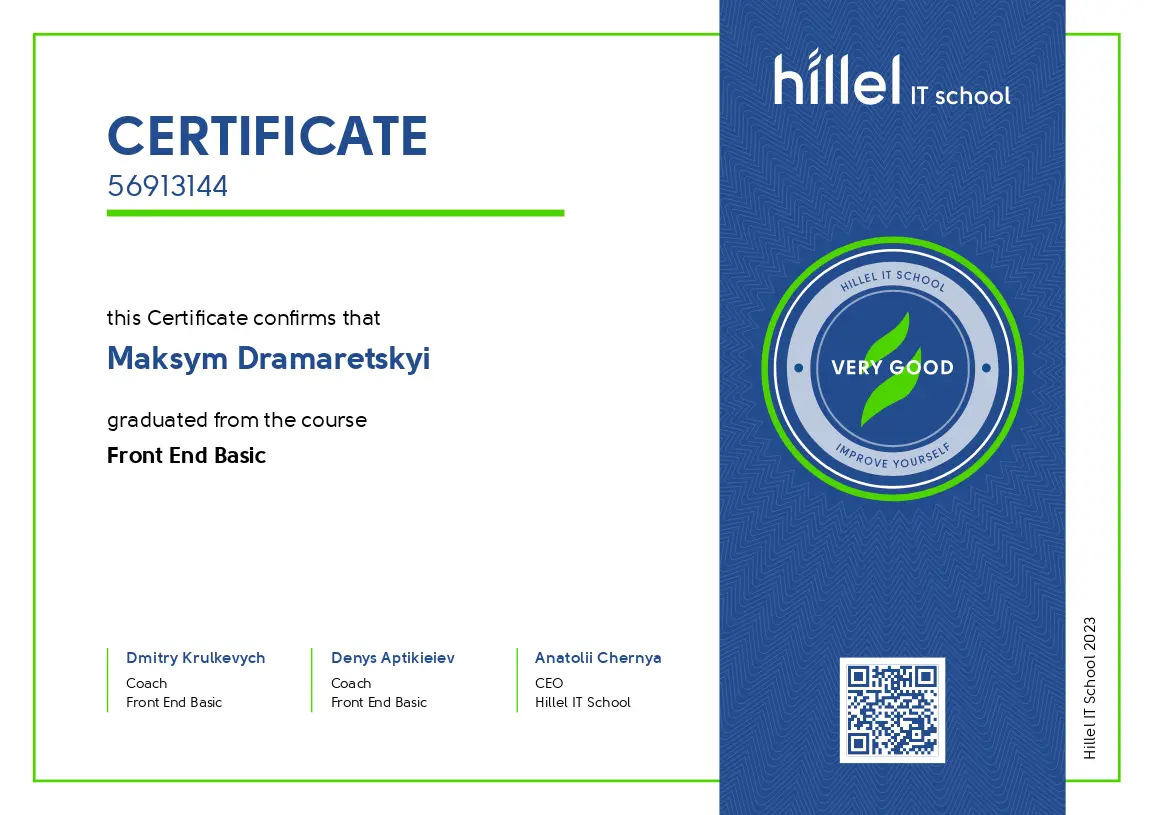 CERTIFICATE
56913144
this Certificate confirms that
Maksym Dramaretskyi
graduated from the course
Front End Basic
Dmitry Krulkevych
Coach
Front End Basic
Denys Aptikieiev
Coach
Front End Basic
Anatolii Chernya
CEO
Hillel IT School
hillel IT school
HILLEL IT SCHOOL
VERY GOOD
IMPROVE YOURSELF
Hillel IT School 2023